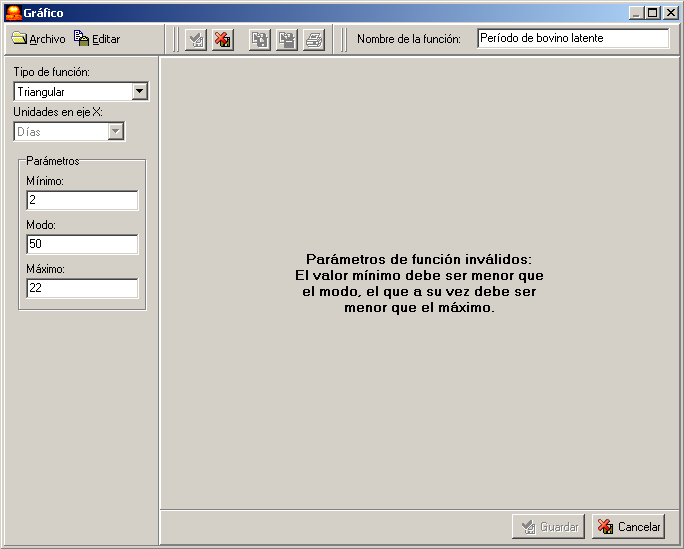 Gráfico
Archivo Editar Nombre de la función: Período de bovino latente
Tipo de función:
Triangular
Unidades en eje X:
Días
Parámetros
Mínimo:
2
Modo:
50
Máximo:
22
Parámetros de función inválidos:
El valor mínimo debe ser menor que
el modo, el que a su vez debe ser
menor que el máximo.
Guardar Cancelar